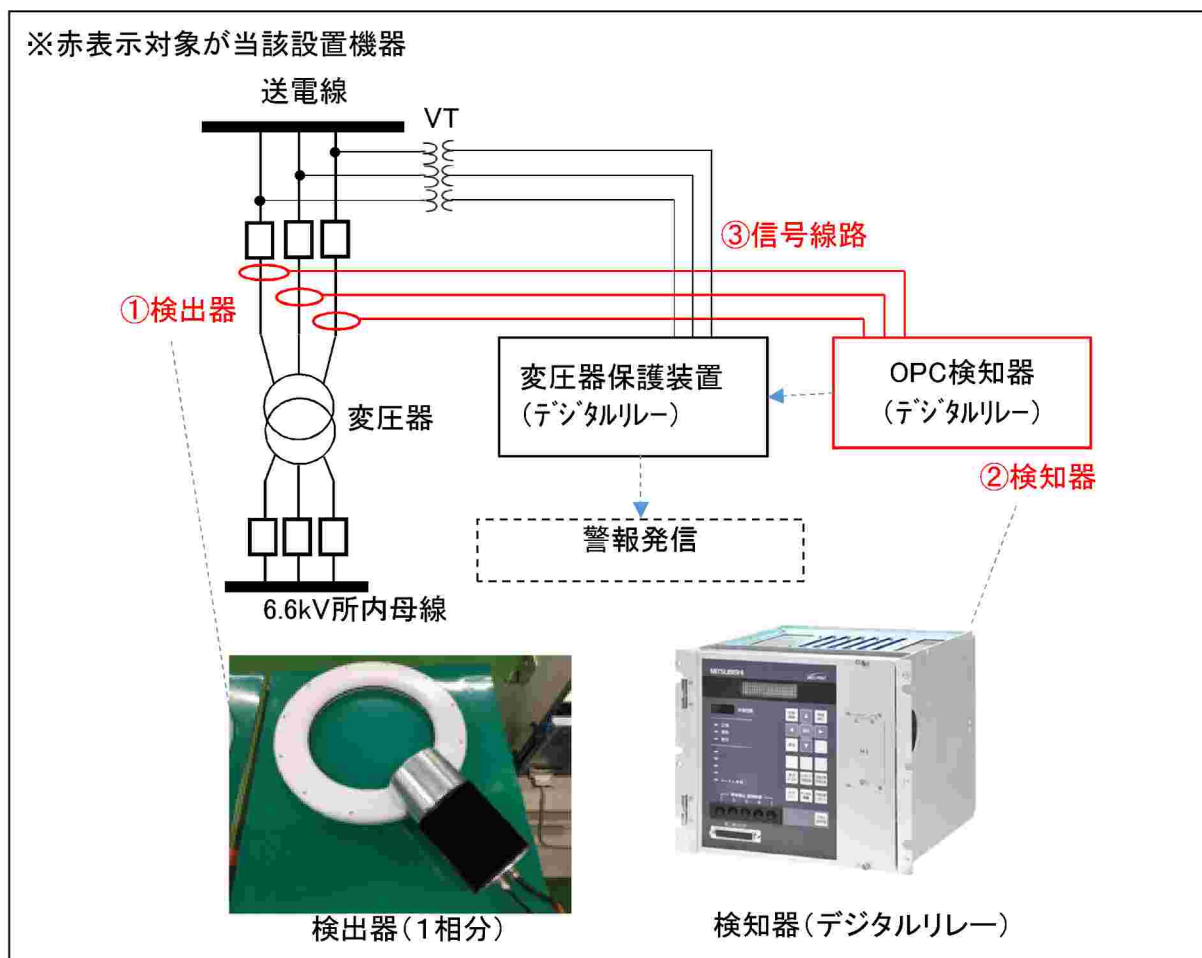 ※赤表示対象が当該設置機器
送電線
VT
③信号線路
①検出器
変圧器保護装置
(デジタルリレー)
OPC検知器
(デジタルリレー)
変圧器
②検知器
警報発信
6.6kV所内母線
MITSUBISHI
検出器(1相分)
検知器(デジタルリレー)